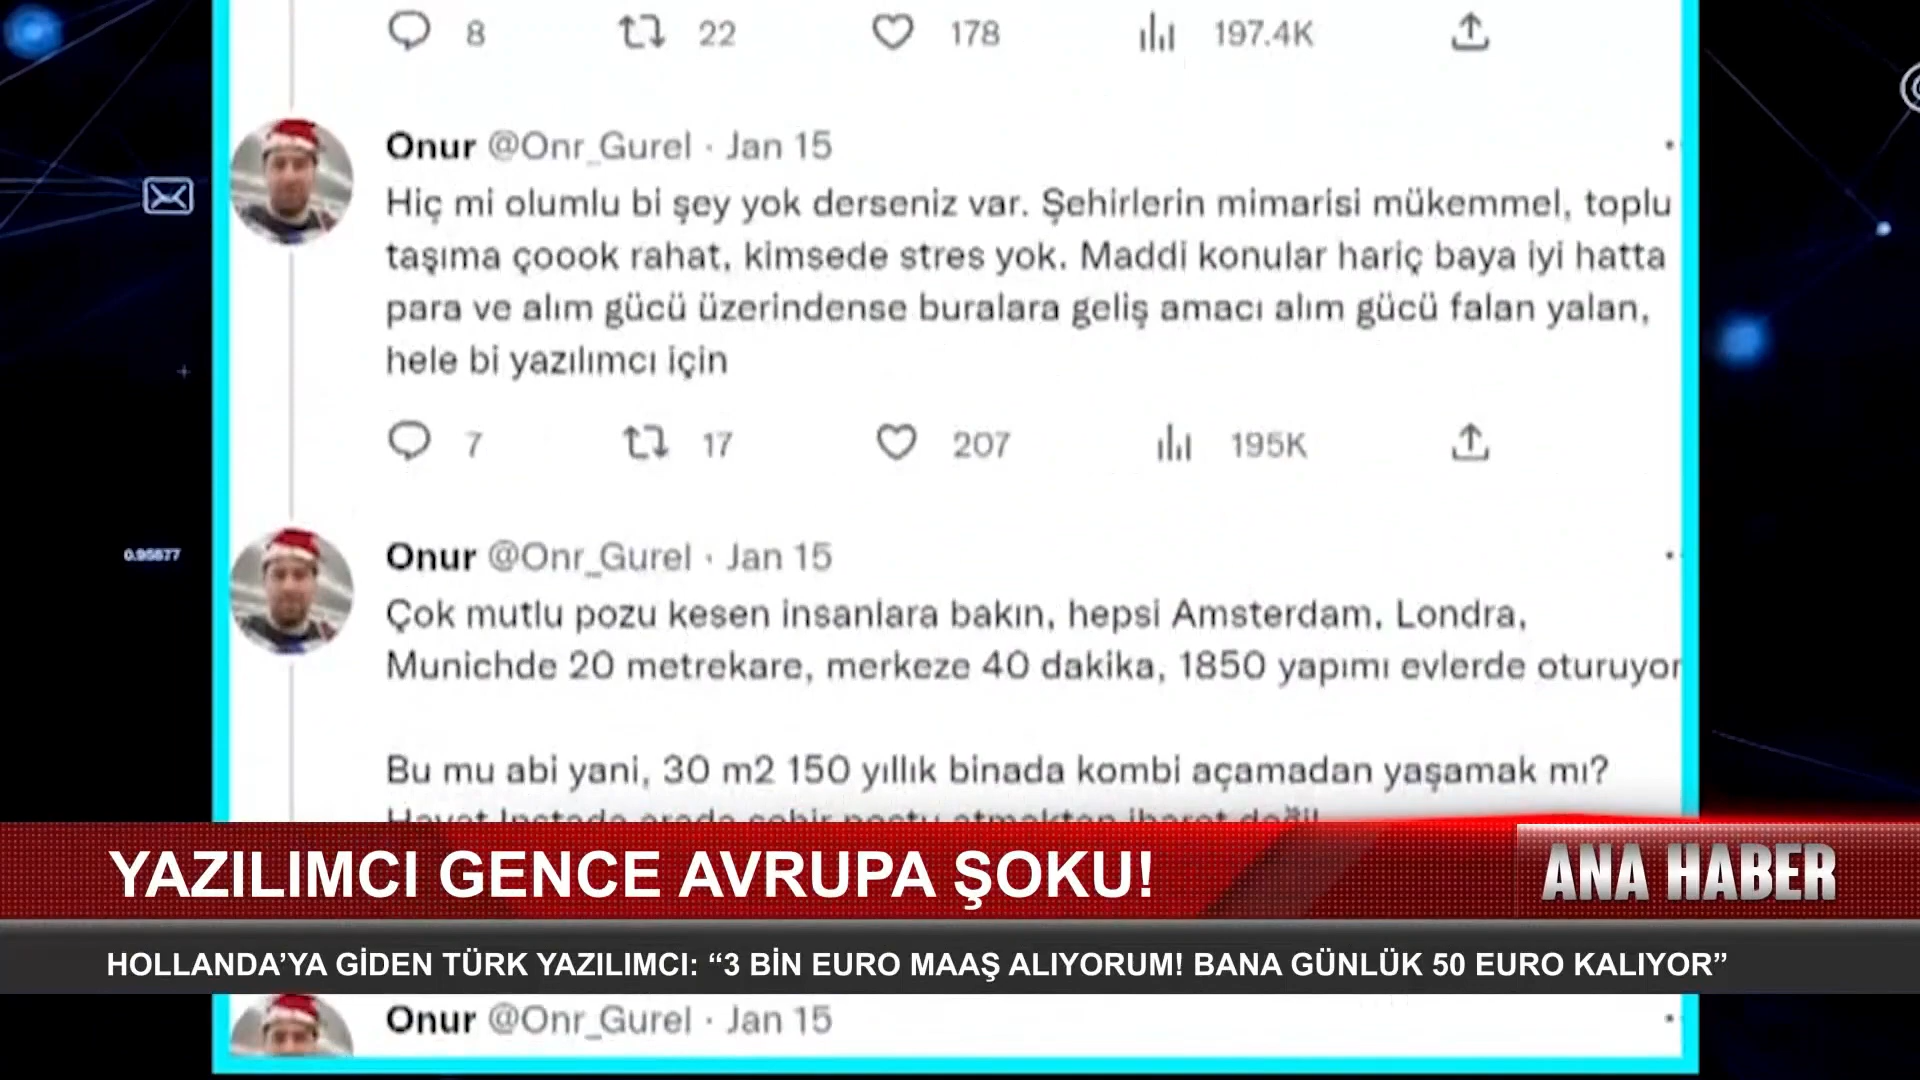 8 22 178 197.4K
Onur @Onr_Gurel · Jan 15
Hiç mi olumlu bi şey yok derseniz var. Şehirlerin mimarisi mükemmel, toplu
taşıma çoook rahat, kimsede stres yok. Maddi konular hariç baya iyi hatta
para ve alım gücü üzerindense buralara geliş amacı alım gücü falan yalan,
hele bi yazılımcı için
7 17 207 195K
0.95877
Onur @Onr_Gurel · Jan 15
Çok mutlu pozu kesen insanlara bakın, hepsi Amsterdam, Londra,
Munichde 20 metrekare, merkeze 40 dakika, 1850 yapımı evlerde oturuyor
Bu mu abi yani, 30 m2 150 yıllık binada kombi açamadan yaşamak mı?
YAZILIMCI GENCE AVRUPA ŞOKU!
ANA HABER
HOLLANDA’YA GİDEN TÜRK YAZILIMCI: “3 BİN EURO MAAŞ ALIYORUM! BANA GÜNLÜK 50 EURO KALIYOR”
Onur @Onr_Gurel · Jan 15